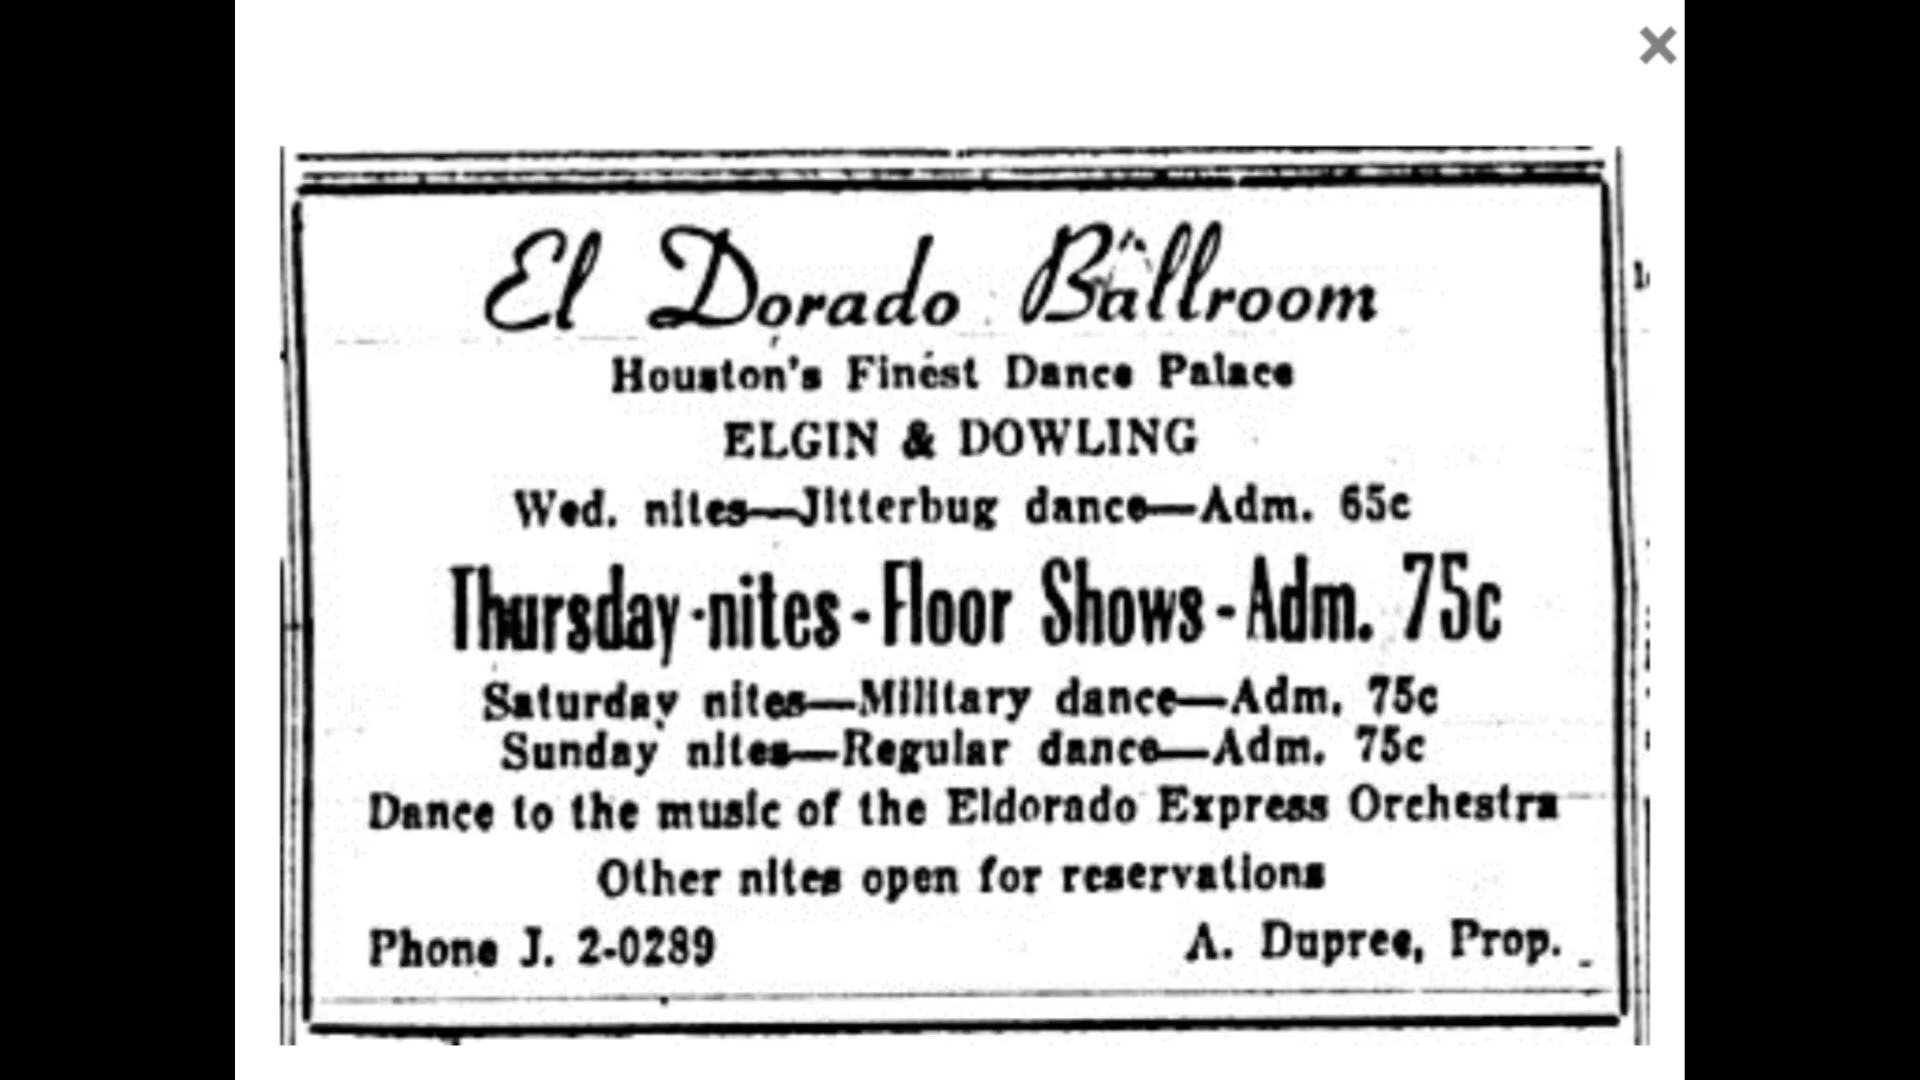 El Dorado Ballroom
Houston's Finest Dance Palace
ELGIN & DOWLING
Wed. nites—Jitterbug dance—Adm. 65c
Thursday-nites-Floor Shows-Adm. 75c
Saturday nites—Military dance—Adm. 75c
Sunday nites—Regular dance—Adm. 75c
Dance to the music of the Eldorado Express Orchestra
Other nites open for reservations
Phone J. 2-0289
A. Dupree, Prop.